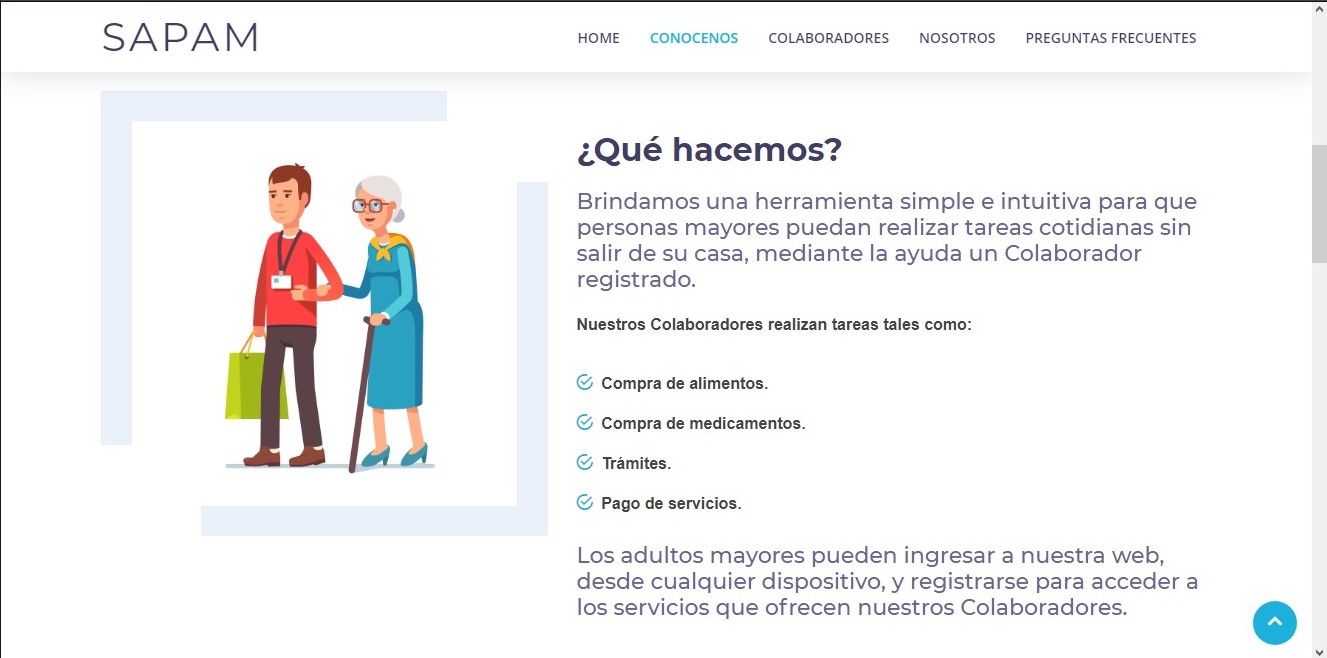 SAPAM
HOME CONOCENOS COLABORADORES NOSOTROS PREGUNTAS FRECUENTES
¿Qué hacemos?
Brindamos una herramienta simple e intuitiva para que
personas mayores puedan realizar tareas cotidianas sin
salir de su casa, mediante la ayuda un Colaborador
registrado.
Nuestros Colaboradores realizan tareas tales como:
Compra de alimentos.
Compra de medicamentos.
Trámites.
Pago de servicios.
Los adultos mayores pueden ingresar a nuestra web,
desde cualquier dispositivo, y registrarse para acceder a
los servicios que ofrecen nuestros Colaboradores.